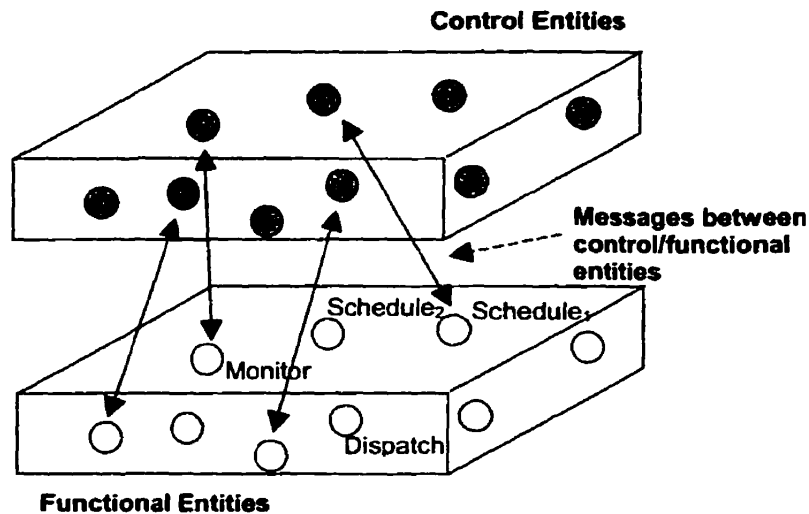 Control Entities
Messages between
control/functional
entities
Schedule₂
Schedule₁
Monitor
Dispatch
Functional Entities